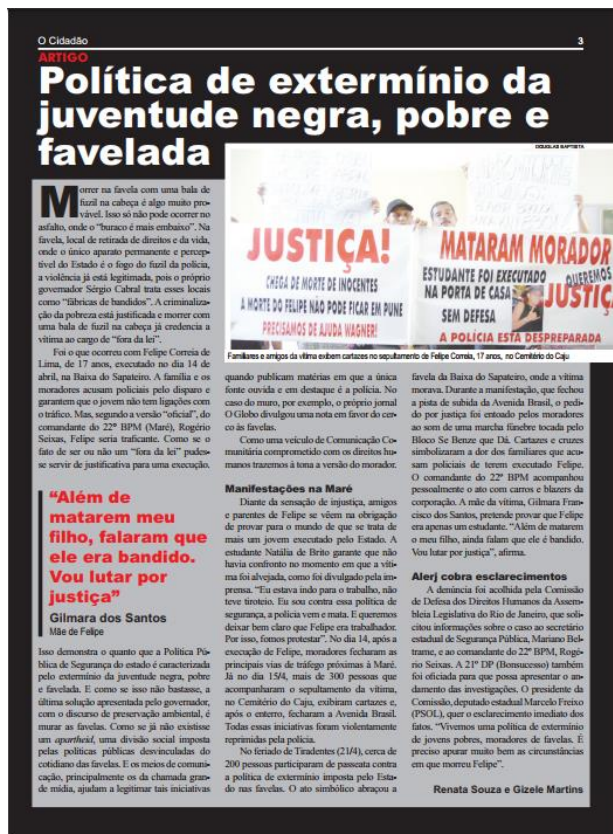 O Cidadão
3
ARTIGO
Política de extermínio da
juventude negra, pobre e
favelada
DOUGLAS BAPTISTA
JUSTIÇA!
CHEGA DE MORTE DE INOCENTES
A MORTE DO FELIPE NÃO PODE FICAR EM PUNE
PRECISAMOS DE AJUDA WAGNER!
MATARAM MORADOR
ESTUDANTE FOI EXECUTADO
NA PORTA DE CASA
SEM DEFESA
QUEREMOS
JUSTIÇ
A POLÍCIA ESTÁ DESPREPARADA
Familiares e amigos da vítima exibem cartazes no sepultamento de Felipe Correia, 17 anos, no Cemitério do Caju
Morrer na favela com uma bala de
fuzil na cabeça é algo muito pro-
vável. Isso só não pode ocorrer no
asfalto, onde o “buraco é mais embaixo”. Na
favela, local de retirada de direitos e da vida,
onde o único aparato permanente e percep-
tível do Estado é o fogo do fuzil da polícia,
a violência já está legitimada, pois o próprio
governador Sérgio Cabral trata esses locais
como “fábricas de bandidos”. A criminaliza-
ção da pobreza está justificada e morrer com
uma bala de fuzil na cabeça já credencia a
vítima ao cargo de “fora da lei”.
Foi o que ocorreu com Felipe Correia de
Lima, de 17 anos, executado no dia 14 de
abril, na Baixa do Sapateiro. A família e os
moradores acusam policiais pelo disparo e
garantem que o jovem não tem ligações com
o tráfico. Mas, segundo a versão “oficial”, do
comandante do 22º BPM (Maré), Rogério
Seixas, Felipe seria traficante. Como se o
fato de ser ou não um “fora da lei” pudes-
se servir de justificativa para uma execução.
“Além de
matarem meu
filho, falaram que
ele era bandido.
Vou lutar por
justiça”
Gilmara dos Santos
Mãe de Felipe
Isso demonstra o quanto que a Política Pú-
blica de Segurança do estado é caracterizada
pelo extermínio da juventude negra, pobre
e favelada. E como se isso não bastasse, a
última solução apresentada pelo governador,
com o discurso de preservação ambiental, é
murar as favelas. Como se já não existisse
um apartheid, uma divisão social imposta
pelas políticas públicas desvinculadas do
cotidiano das favelas. E os meios de comuni-
cação, principalmente os da chamada gran-
de mídia, ajudam a legitimar tais iniciativas
quando publicam matérias em que a única
fonte ouvida e em destaque é a polícia. No
caso do muro, por exemplo, o próprio jornal
O Globo divulgou uma nota em favor do cer-
co às favelas.
Como um veículo de Comunicação Co-
munitária comprometido com os direitos hu-
manos trazemos à tona a versão do morador.
Manifestações na Maré
Diante da sensação de injustiça, amigos
e parentes de Felipe se vêem na obrigação
de provar para o mundo de que se trata de
mais um jovem executado pelo Estado. A
estudante Natália de Brito garante que não
havia confronto no momento em que a víti-
ma foi alvejada, como foi divulgado pela im-
prensa. “Eu estava indo para o trabalho, não
teve tiroteio. Eu sou contra essa política de
segurança, a polícia vem e mata. E queremos
deixar bem claro que Felipe era trabalhador.
Por isso, fomos protestar”. No dia 14, após a
execução de Felipe, moradores fecharam as
principais vias de tráfego próximas à Maré.
Já no dia 15/4, mais de 300 pessoas que
acompanharam o sepultamento da vítima,
no Cemitério do Caju, exibiram cartazes e,
após o enterro, fecharam a Avenida Brasil.
Todas essas iniciativas foram violentamente
reprimidas pela polícia.
No feriado de Tiradentes (21/4), cerca de
200 pessoas participaram de passeata contra
a política de extermínio imposta pelo Esta-
do nas favelas. O ato simbólico abraçou a
favela da Baixa do Sapateiro, onde a vítima
morava. Durante a manifestação, que fechou
a pista de subida da Avenida Brasil, o pedi-
do por justiça foi entoado pelos moradores
ao som de uma marcha fúnebre tocada pelo
Bloco Se Benze que Dá. Cartazes e cruzes
simbolizaram a dor dos familiares que acu-
sam policiais de terem executado Felipe.
O comandante do 22º BPM acompanhou
pessoalmente o ato com carros e blazers da
corporação. A mãe da vítima, Gilmara Fran-
cisco dos Santos, pretende provar que Felipe
era apenas um estudante. “Além de matarem
o meu filho, ainda falam que ele é bandido.
Vou lutar por justiça”, afirma.
Alerj cobra esclarecimentos
A denúncia foi acolhida pela Comissão
de Defesa dos Direitos Humanos da Assem-
bleia Legislativa do Rio de Janeiro, que soli-
citou informações sobre o caso ao secretário
estadual de Segurança Pública, Mariano Bel-
trame, e ao comandante do 22º BPM, Rogé-
rio Seixas. A 21ª DP (Bonsucesso) também
foi oficiada para que possa apresentar o an-
damento das investigações. O presidente da
Comissão, deputado estadual Marcelo Freixo
(PSOL), quer o esclarecimento imediato dos
fatos. “Vivemos uma política de extermínio
de jovens pobres, moradores de favelas. É
preciso apurar muito bem as circunstâncias
em que morreu Felipe”.
Renata Souza e Gizele Martins